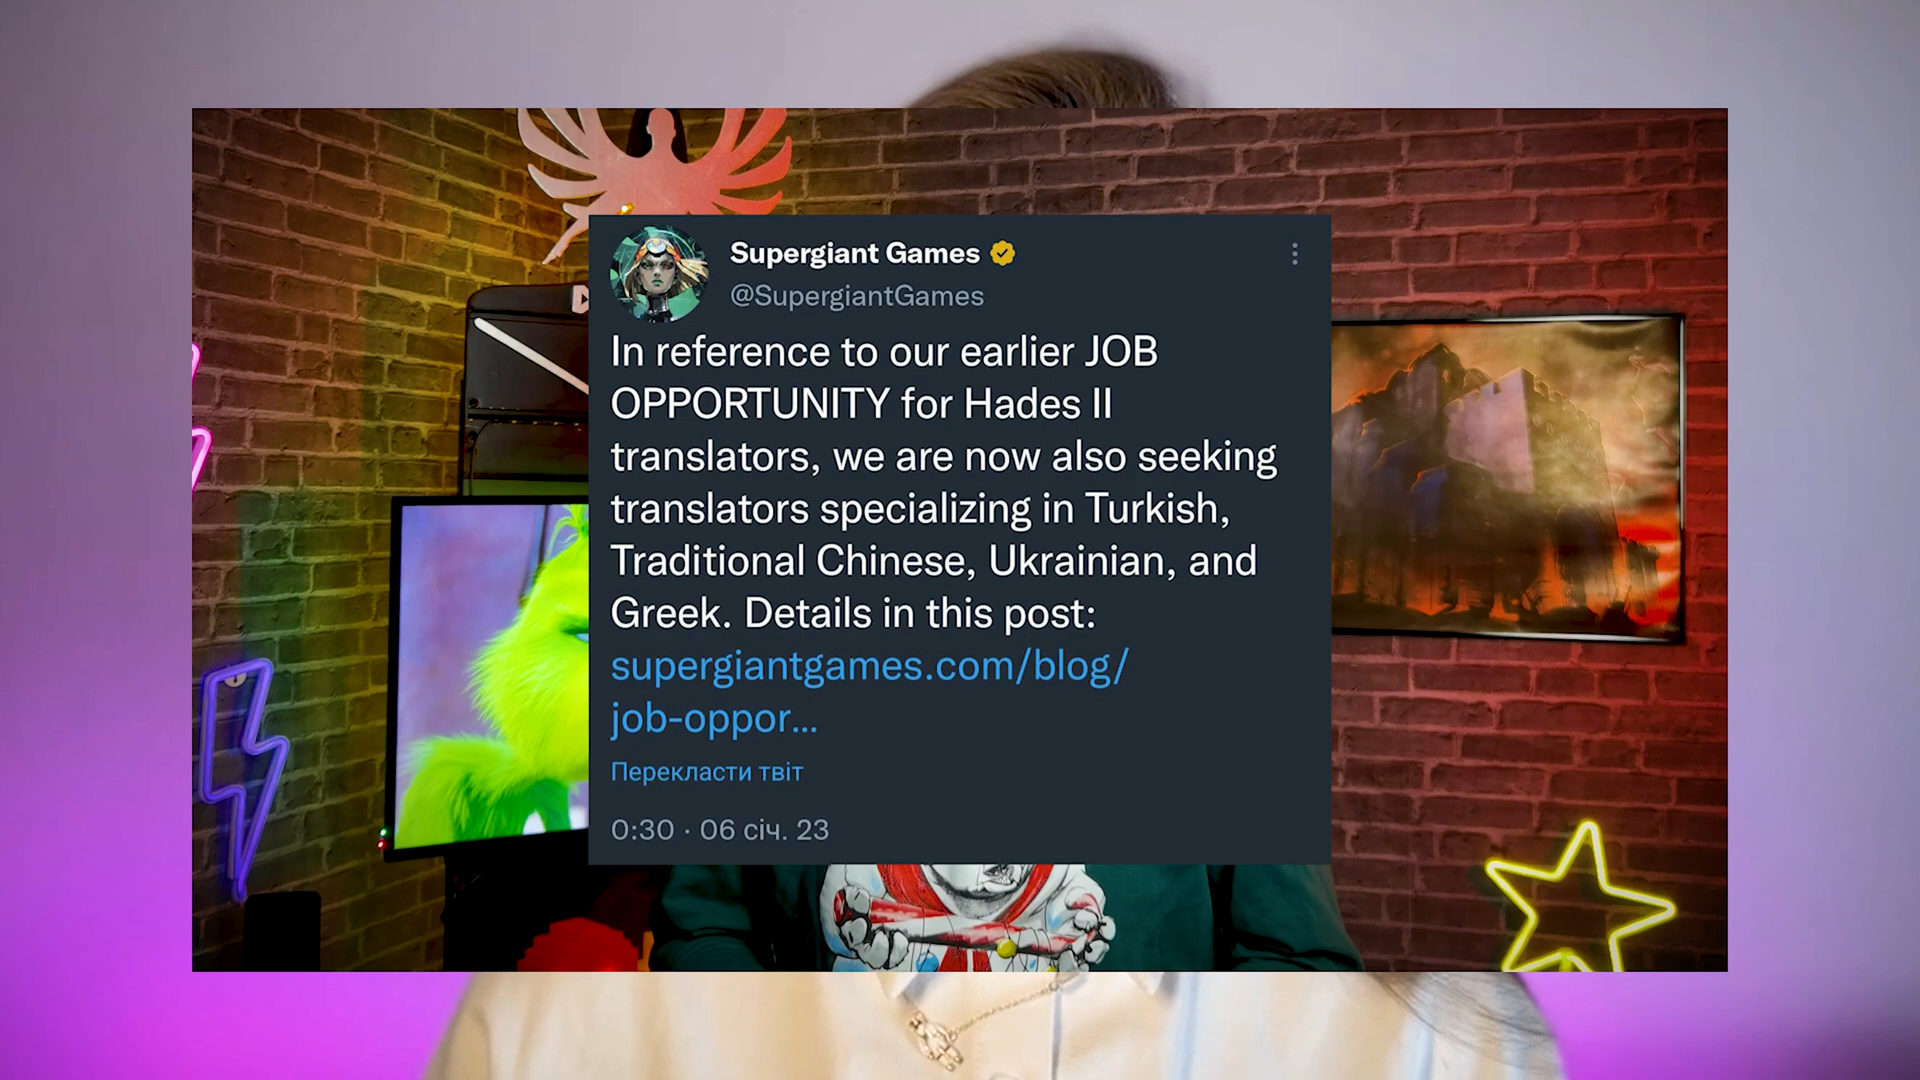 Supergiant Games
@SupergiantGames
In reference to our earlier JOB
OPPORTUNITY for Hades II
translators, we are now also seeking
translators specializing in Turkish,
Traditional Chinese, Ukrainian, and
Greek. Details in this post:
supergiantgames.com/blog/
job-oppor...
Перекласти твіт
0:30 · 06 січ. 23